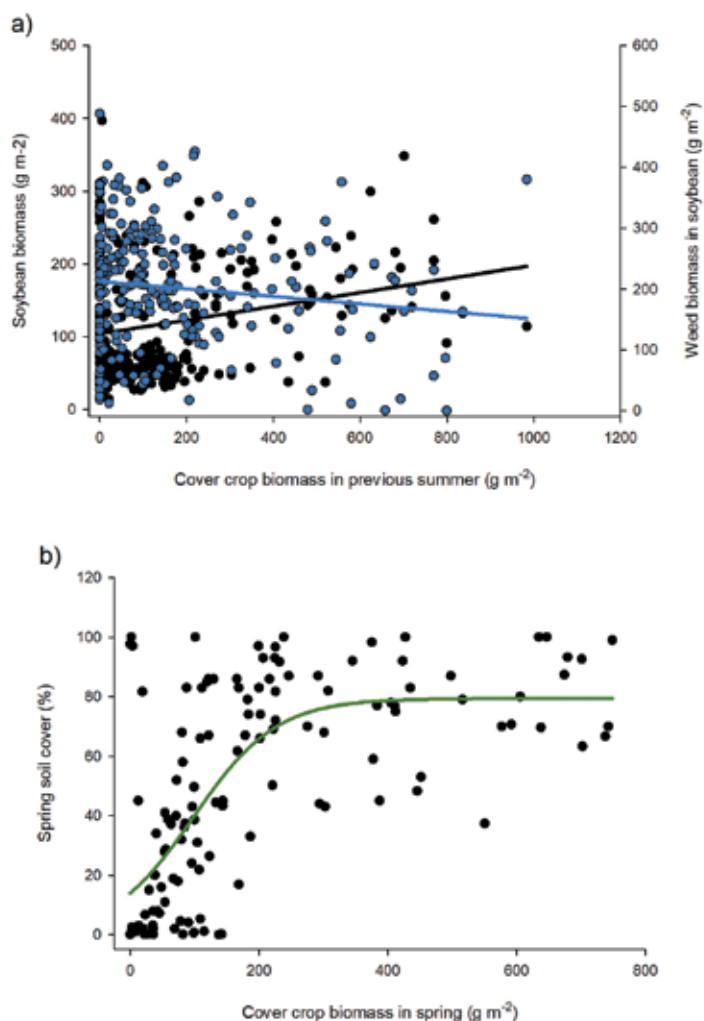 a)
500
400
300
200
100
0
Soybean biomass (g m-2)
600
500
400
300
200
100
0
Weed biomass in soybean (g m⁻²)
0 200 400 600 800 1000 1200
Cover crop biomass in previous summer (g m⁻²)
b)
120
100
80
60
40
20
0
Spring soil cover (%)
0 200 400 600 800
Cover crop biomass in spring (g m⁻²)